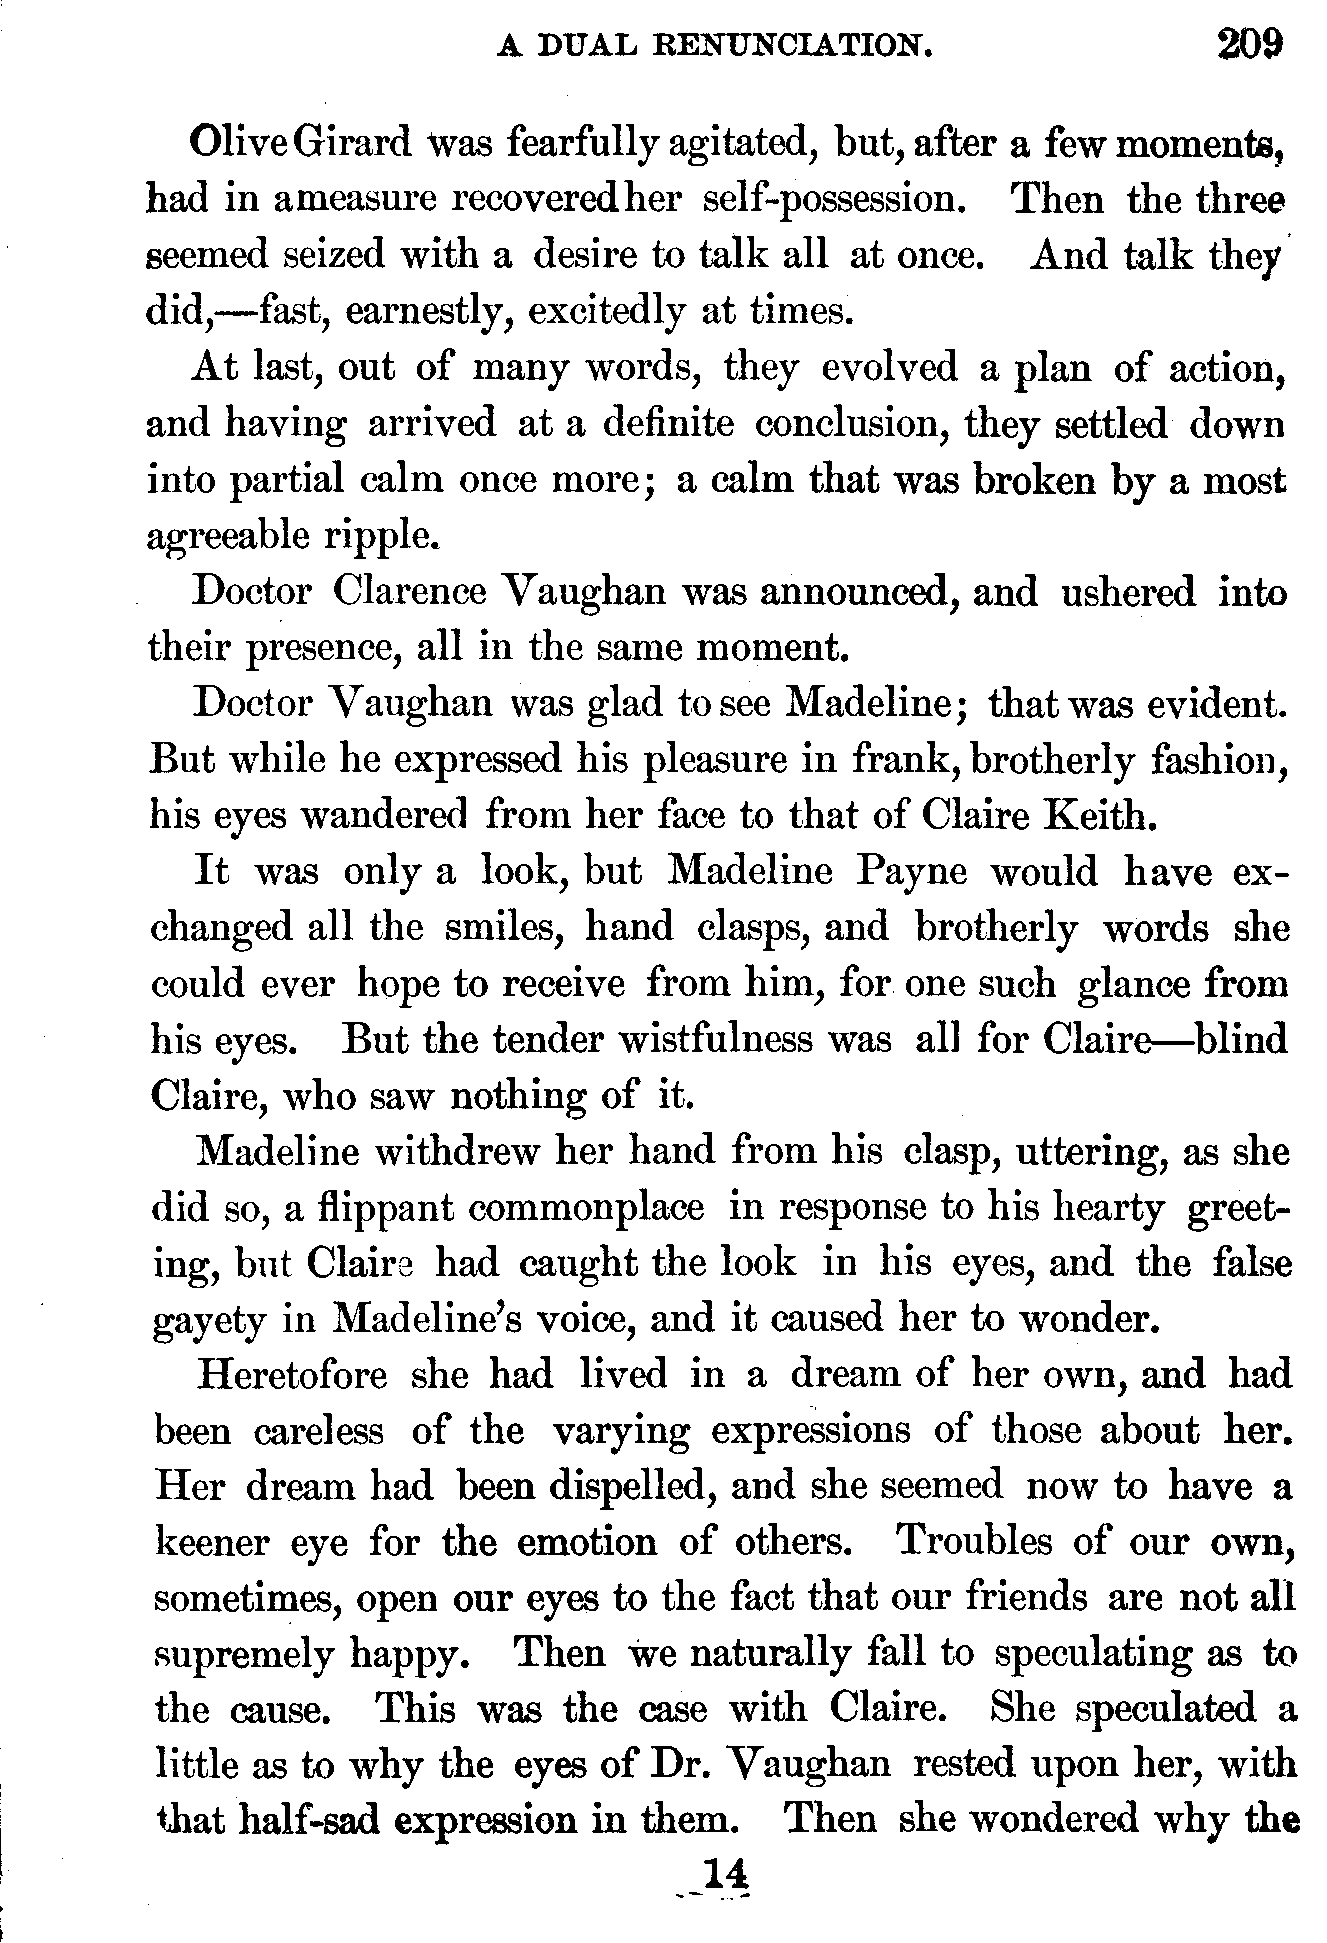 A DUAL RENUNCIATION. 209
Olive Girard was fearfully agitated, but, after a few moments,
had in a measure recovered her self-possession. Then the three
seemed seized with a desire to talk all at once. And talk they
did,—fast, earnestly, excitedly at times.
At last, out of many words, they evolved a plan of action,
and having arrived at a definite conclusion, they settled down
into partial calm once more; a calm that was broken by a most
agreeable ripple.
Doctor Clarence Vaughan was announced, and ushered into
their presence, all in the same moment.
Doctor Vaughan was glad to see Madeline; that was evident.
But while he expressed his pleasure in frank, brotherly fashion,
his eyes wandered from her face to that of Claire Keith.
It was only a look, but Madeline Payne would have ex-
changed all the smiles, hand clasps, and brotherly words she
could ever hope to receive from him, for one such glance from
his eyes. But the tender wistfulness was all for Claire—blind
Claire, who saw nothing of it.
Madeline withdrew her hand from his clasp, uttering, as she
did so, a flippant commonplace in response to his hearty greet-
ing, but Claire had caught the look in his eyes, and the false
gayety in Madeline's voice, and it caused her to wonder.
Heretofore she had lived in a dream of her own, and had
been careless of the varying expressions of those about her.
Her dream had been dispelled, and she seemed now to have a
keener eye for the emotion of others. Troubles of our own,
sometimes, open our eyes to the fact that our friends are not all
supremely happy. Then we naturally fall to speculating as to
the cause. This was the case with Claire. She speculated a
little as to why the eyes of Dr. Vaughan rested upon her, with
that half-sad expression in them. Then she wondered why the
14